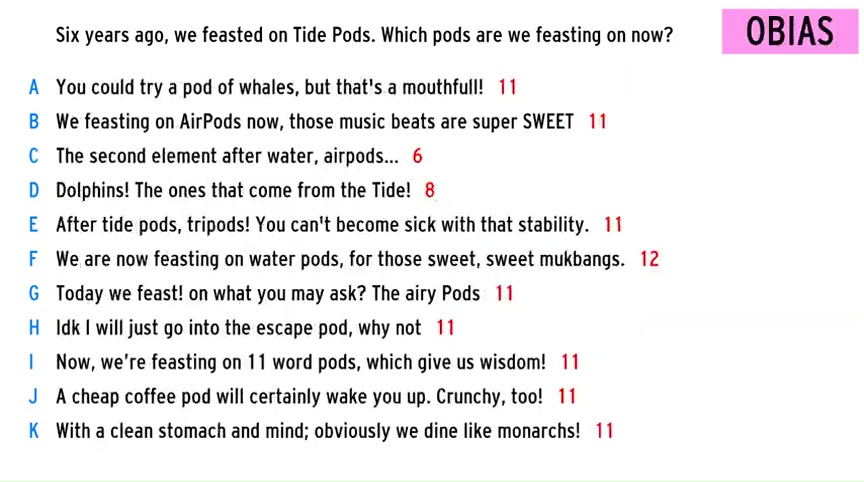 Six years ago, we feasted on Tide Pods. Which pods are we feasting on now?
OBIAS
A You could try a pod of whales, but that's a mouthfull! 11
B We feasting on AirPods now, those music beats are super SWEET 11
C The second element after water, airpods... 6
D Dolphins! The ones that come from the Tide! 8
E After tide pods, tripods! You can't become sick with that stability. 11
F We are now feasting on water pods, for those sweet, sweet mukbangs. 12
G Today we feast! on what you may ask? The airy Pods 11
H Idk I will just go into the escape pod, why not 11
I Now, we're feasting on 11 word pods, which give us wisdom! 11
J A cheap coffee pod will certainly wake you up. Crunchy, too! 11
K With a clean stomach and mind; obviously we dine like monarchs! 11